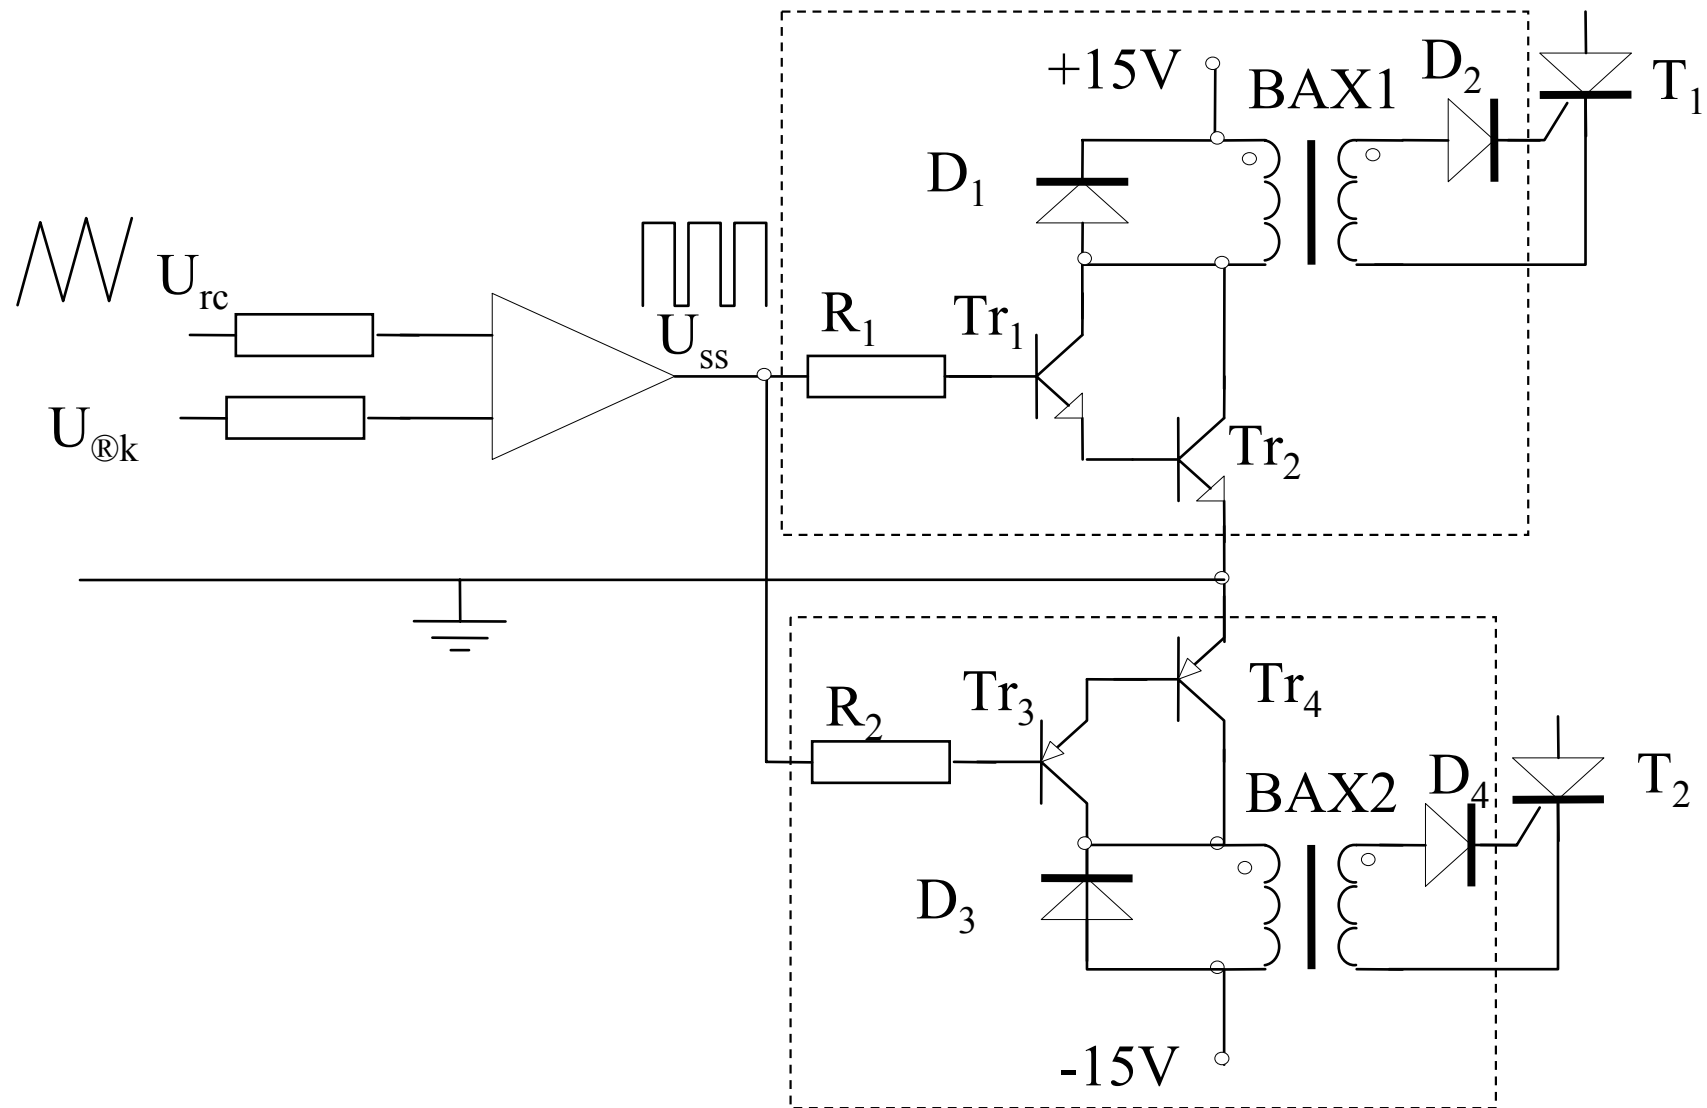 +15V
BAX1
D2
T1
D1
Urc
Uss
R1
Tr1
U®k
Tr2
R2
Tr3
Tr4
BAX2
D4
T2
D3
-15V